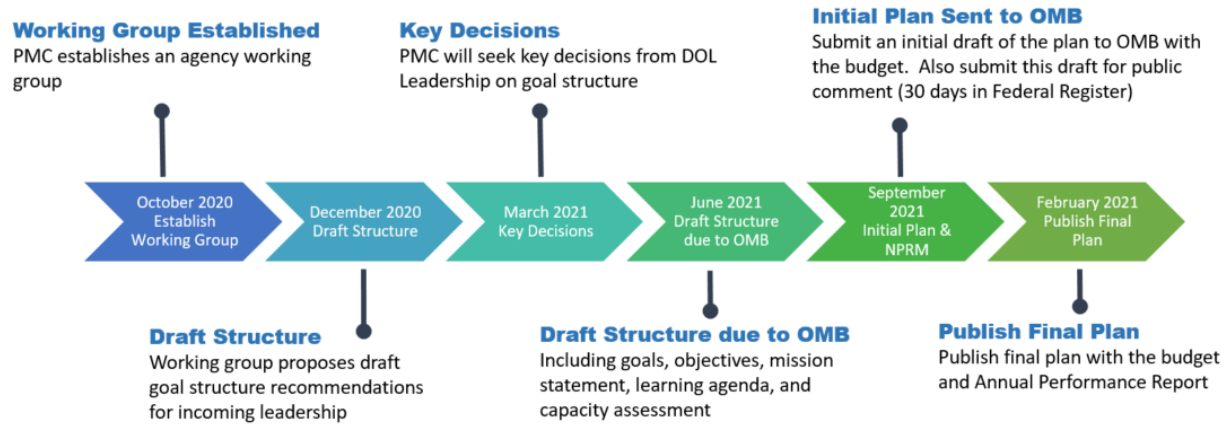 Working Group Established
PMC establishes an agency working
group
Key Decisions
PMC will seek key decisions from DOL
Leadership on goal structure
Initial Plan Sent to OMB
Submit an initial draft of the plan to OMB with
the budget.  Also submit this draft for public
comment (30 days in Federal Register)
October 2020
Establish
Working Group
December 2020
Draft Structure
March 2021
Key Decisions
June 2021
Draft Structure
due to OMB
September
2021
Initial Plan &
NPRM
February 2021
Publish Final
Plan
Draft Structure
Working group proposes draft
goal structure recommendations
for incoming leadership
Draft Structure due to OMB
Including goals, objectives, mission
statement, learning agenda, and
capacity assessment
Publish Final Plan
Publish final plan with the budget
and Annual Performance Report